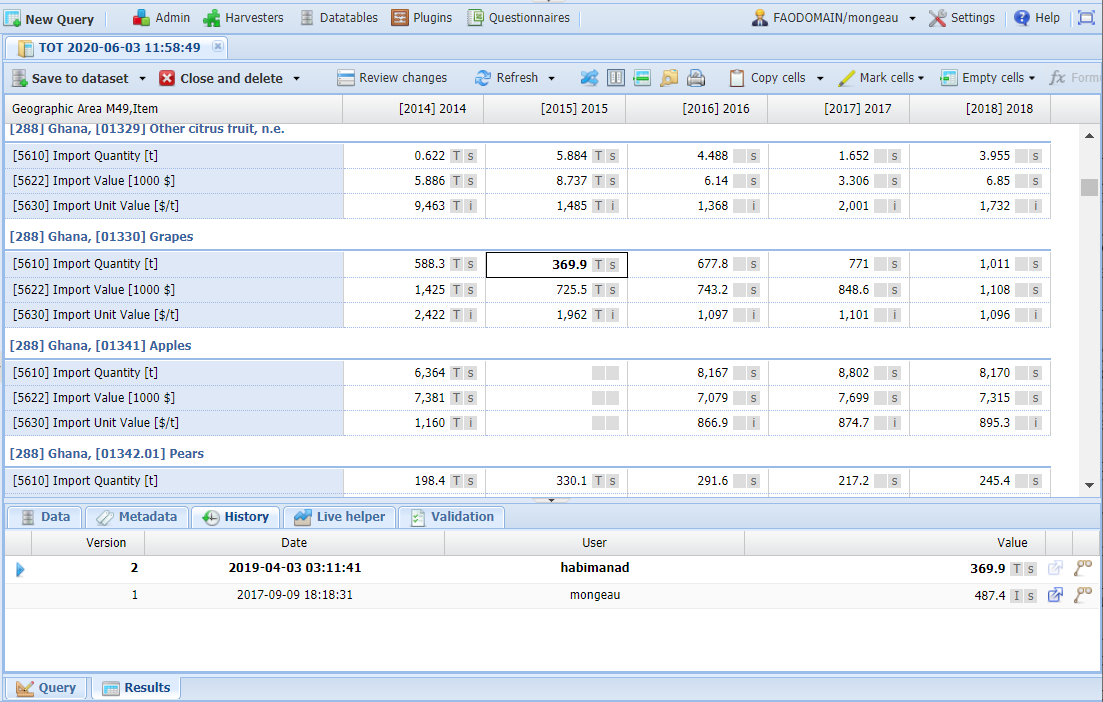 New Query Admin Harvesters Datatables Plugins Questionnaires FAODOMAIN/mongeau Settings Help
TOT 2020-06-03 11:58:49
Save to dataset Close and delete Review changes Refresh Copy cells Mark cells Empty cells fx Form
Geographic Area M49,Item [2014] 2014 [2015] 2015 [2016] 2016 [2017] 2017 [2018] 2018
[288] Ghana, [01329] Other citrus fruit, n.e.
[5610] Import Quantity [t] 0.622 T s 5.884 T s 4.488 s 1.652 s 3.955 s
[5622] Import Value [1000 $] 5.886 T s 8.737 T s 6.14 s 3.306 s 6.85 s
[5630] Import Unit Value [$/t] 9,463 T i 1,485 T i 1,368 i 2,001 i 1,732 i
[288] Ghana, [01330] Grapes
[5610] Import Quantity [t] 588.3 T s 369.9 T s 677.8 s 771 s 1,011 s
[5622] Import Value [1000 $] 1,425 T s 725.5 T s 743.2 s 848.6 s 1,108 s
[5630] Import Unit Value [$/t] 2,422 T i 1,962 T i 1,097 i 1,101 i 1,096 i
[288] Ghana, [01341] Apples
[5610] Import Quantity [t] 6,364 T s 8,167 s 8,802 s 8,170 s
[5622] Import Value [1000 $] 7,381 T s 7,079 s 7,699 s 7,315 s
[5630] Import Unit Value [$/t] 1,160 T i 866.9 i 874.7 i 895.3 i
[288] Ghana, [01342.01] Pears
[5610] Import Quantity [t] 198.4 T s 330.1 T s 291.6 s 217.2 s 245.4 s
Data Metadata History Live helper Validation
Version Date User Value
2 2019-04-03 03:11:41 habimanad 369.9 T s
1 2017-09-09 18:18:31 mongeau 487.4 I s
Query Results